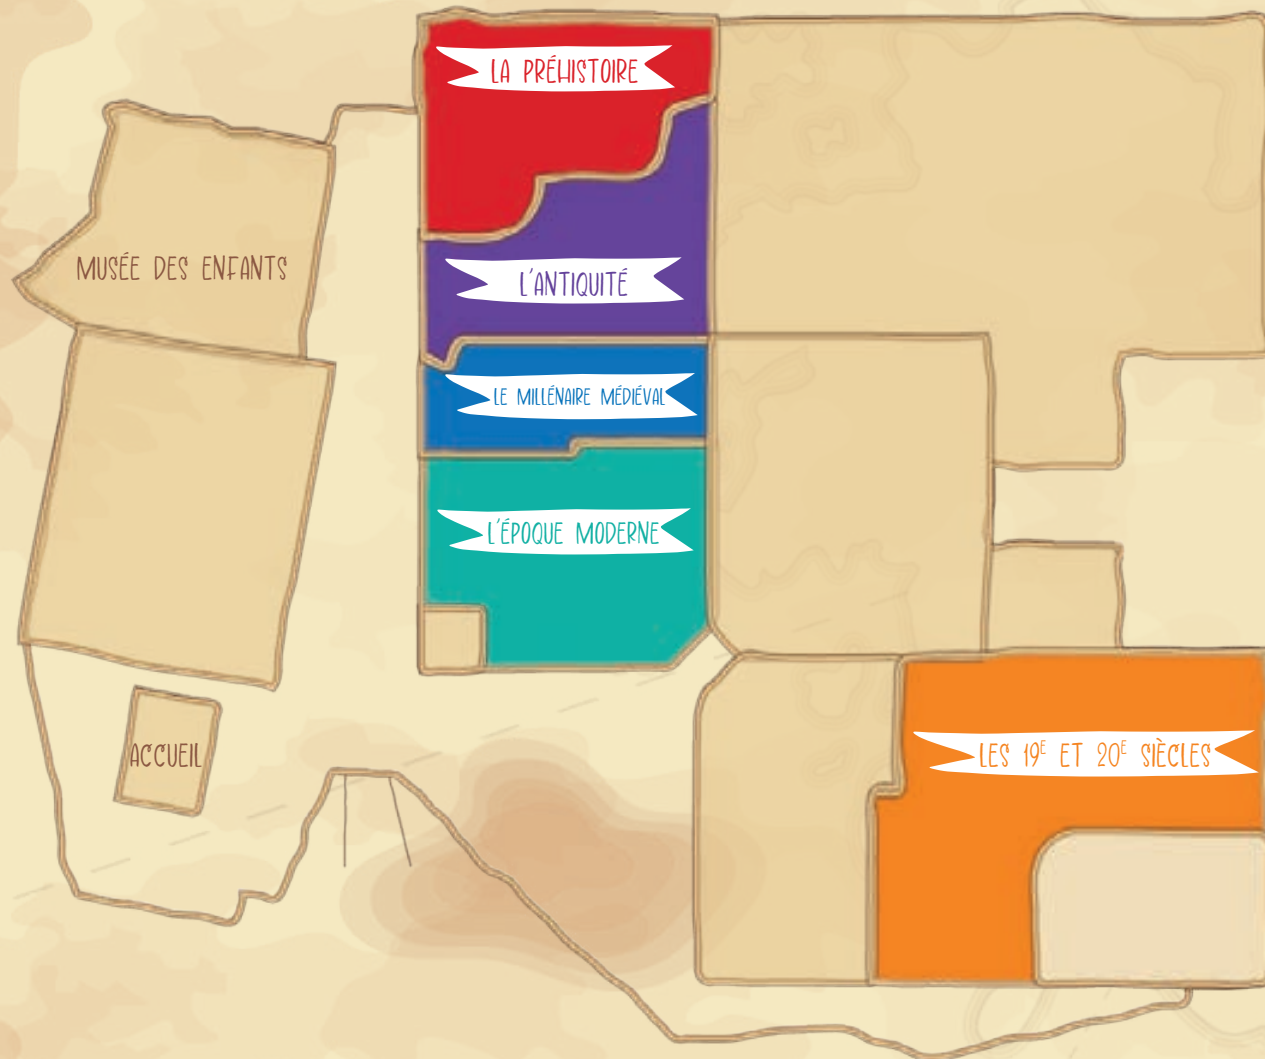 LA PRÉHISTOIRE
MUSÉE DES ENFANTS
L'ANTIQUITÉ
LE MILLÉNAIRE MÉDIÉVAL
L'ÉPOQUE MODERNE
ACCUEIL
LES 19E ET 20E SIÈCLES